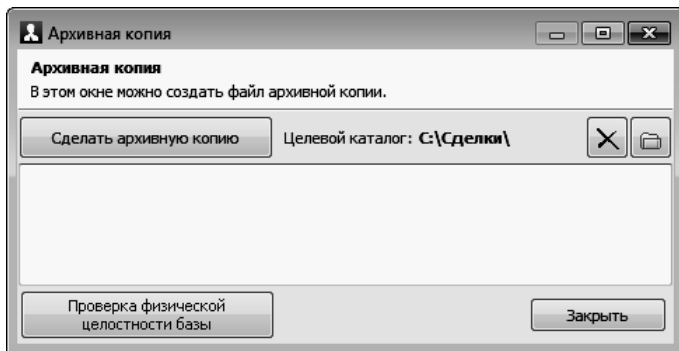 Архивная копия
Архивная копия
В этом окне можно создать файл архивной копии.
Сделать архивную копию Целевой каталог: C:\Сделки\
Проверка физической
целостности базы
Закрыть